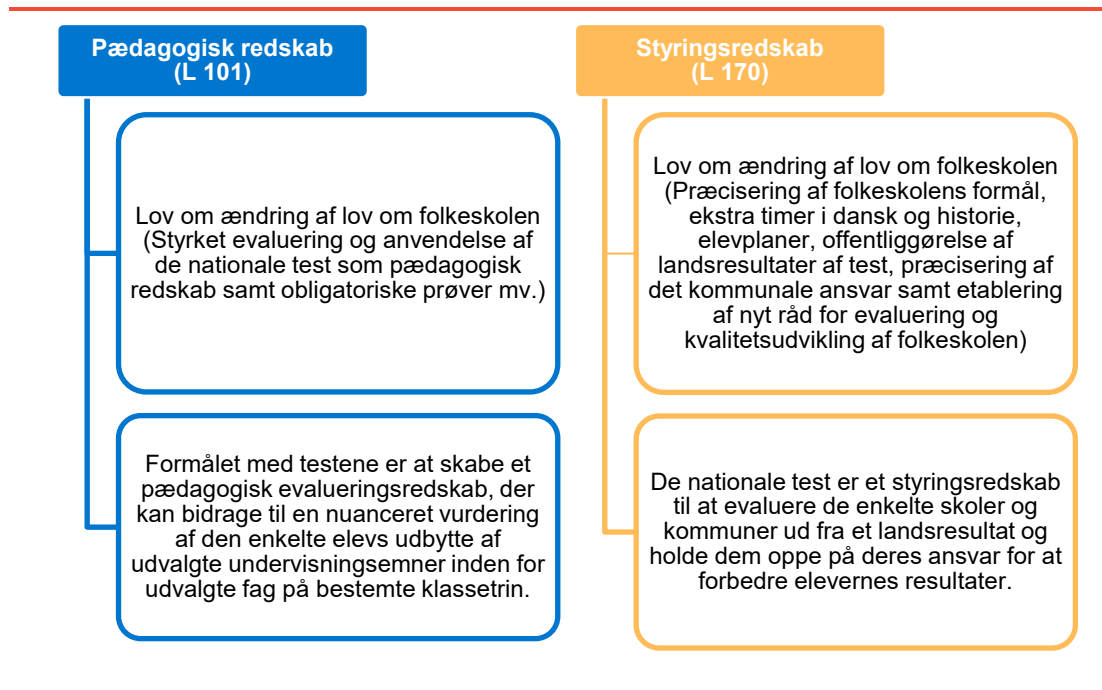 Pædagogisk redskab
(L 101)
Lov om ændring af lov om folkeskolen
(Styrket evaluering og anvendelse af
de nationale test som pædagogisk
redskab samt obligatoriske prøver mv.)
Formålet med testene er at skabe et
pædagogisk evalueringsredskab, der
kan bidrage til en nuanceret vurdering
af den enkelte elevs udbytte af
udvalgte undervisningsemner inden for
udvalgte fag på bestemte klassetrin.
Styringsredskab
(L 170)
Lov om ændring af lov om folkeskolen
(Præcisering af folkeskolens formål,
ekstra timer i dansk og historie,
elevplaner, offentliggørelse af
landsresultater af test, præcisering af
det kommunale ansvar samt etablering
af nyt råd for evaluering og
kvalitetsudvikling af folkeskolen)
De nationale test er et styringsredskab
til at evaluere de enkelte skoler og
kommuner ud fra et landsresultat og
holde dem oppe på deres ansvar for at
forbedre elevernes resultater.